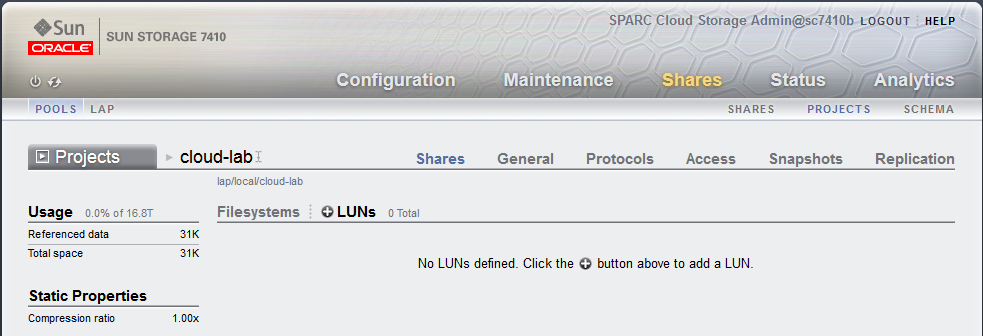 SPARC Cloud Storage Admin@sc7410b LOGOUT HELP
Sun
ORACLE
SUN STORAGE 7410
Configuration Maintenance Shares Status Analytics
POOLS LAP SHARES PROJECTS SCHEMA
Projects cloud-lab Shares General Protocols Access Snapshots Replication
lap/local/cloud-lab
Usage 0.0% of 16.8T Filesystems LUNs 0 Total
Referenced data 31K
Total space 31K
No LUNs defined. Click the button above to add a LUN.
Static Properties
Compression ratio 1.00x